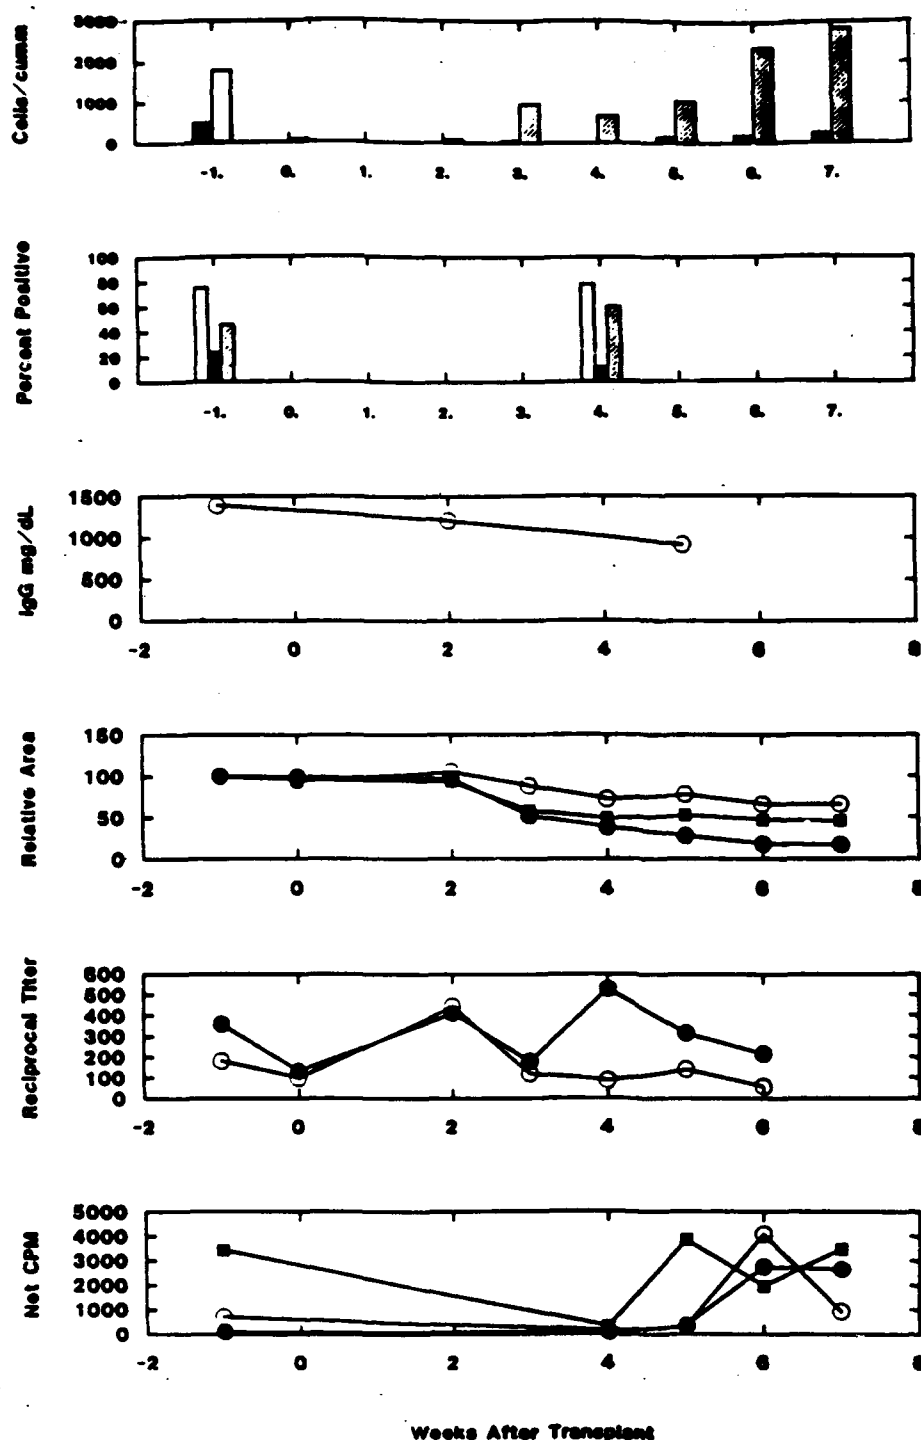 Cells/cumm
3000
2000
1000
0
-1. 0. 1. 2. 3. 4. 5. 6. 7.
Percent Positive
100
80
60
40
20
0
-1. 0. 1. 2. 3. 4. 5. 6. 7.
IgG mg/dL
1500
1000
500
0
-2 0 2 4 6 8
Relative Area
150
100
50
0
-2 0 2 4 6 8
Reciprocal Titer
600
500
400
300
200
100
0
-2 0 2 4 6 8
Net CPM
5000
4000
3000
2000
1000
0
-2 0 2 4 6 8
Weeks After Transplant